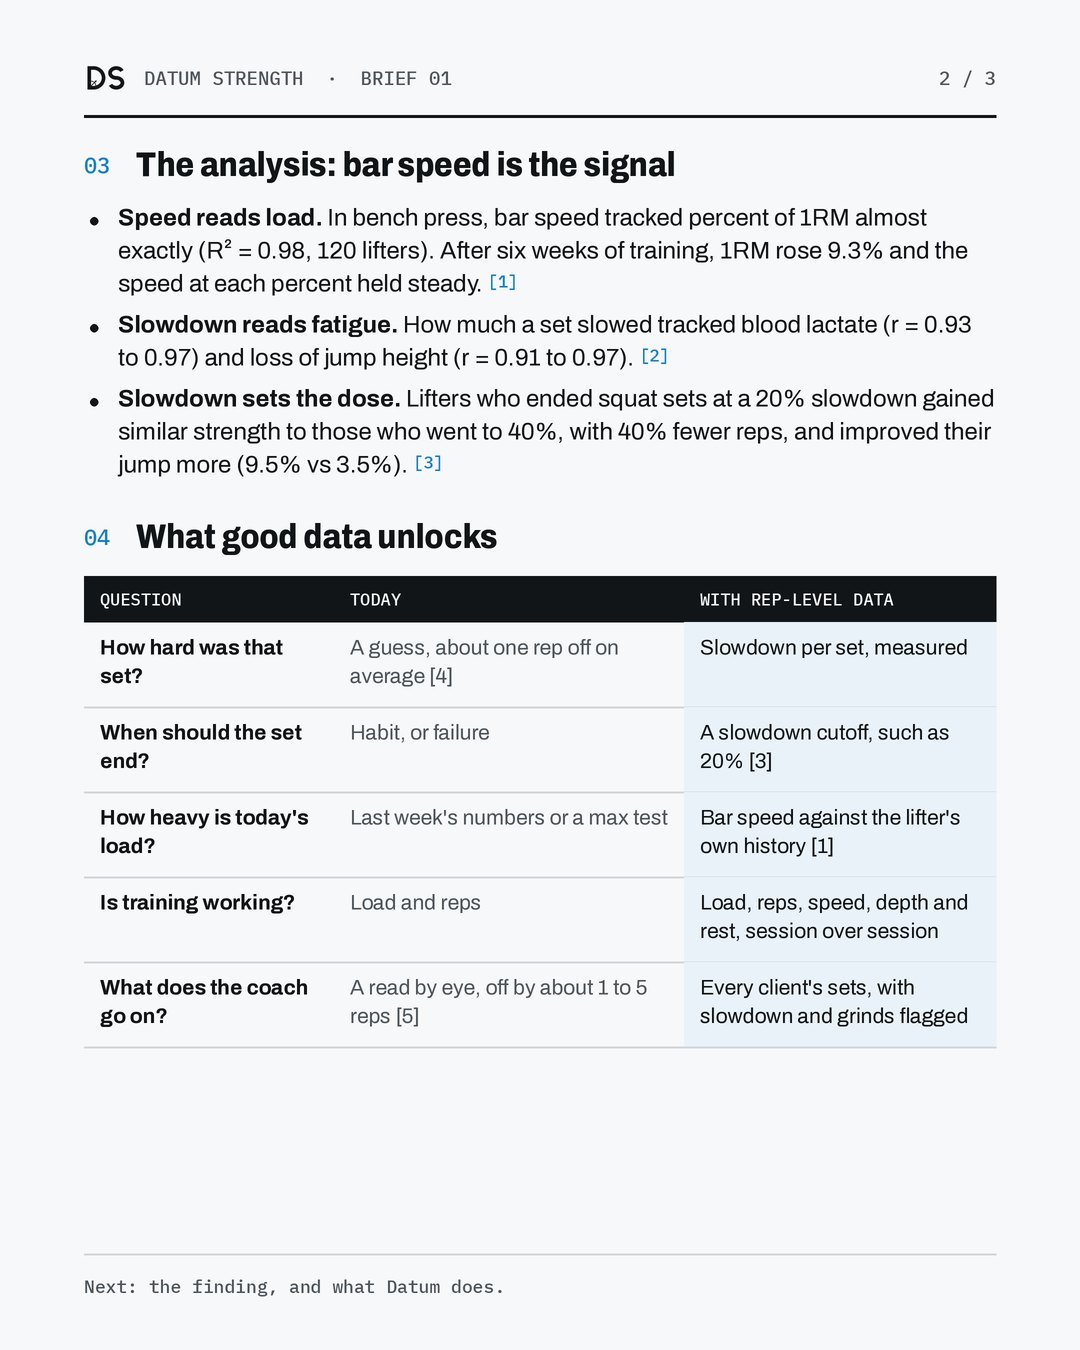 DS DATUM STRENGTH · BRIEF 01 2 / 3
03 The analysis: bar speed is the signal
• Speed reads load. In bench press, bar speed tracked percent of 1RM almost
exactly (R² = 0.98, 120 lifters). After six weeks of training, 1RM rose 9.3% and the
speed at each percent held steady. [1]
• Slowdown reads fatigue. How much a set slowed tracked blood lactate (r = 0.93
to 0.97) and loss of jump height (r = 0.91 to 0.97). [2]
• Slowdown sets the dose. Lifters who ended squat sets at a 20% slowdown gained
similar strength to those who went to 40%, with 40% fewer reps, and improved their
jump more (9.5% vs 3.5%). [3]
04 What good data unlocks
QUESTION TODAY WITH REP-LEVEL DATA
How hard was that A guess, about one rep off on Slowdown per set, measured
set? average [4]
When should the set Habit, or failure A slowdown cutoff, such as
end? 20% [3]
How heavy is today's Last week's numbers or a max test Bar speed against the lifter's
load? own history [1]
Is training working? Load and reps Load, reps, speed, depth and
rest, session over session
What does the coach A read by eye, off by about 1 to 5 Every client's sets, with
go on? reps [5] slowdown and grinds flagged
Next: the finding, and what Datum does.